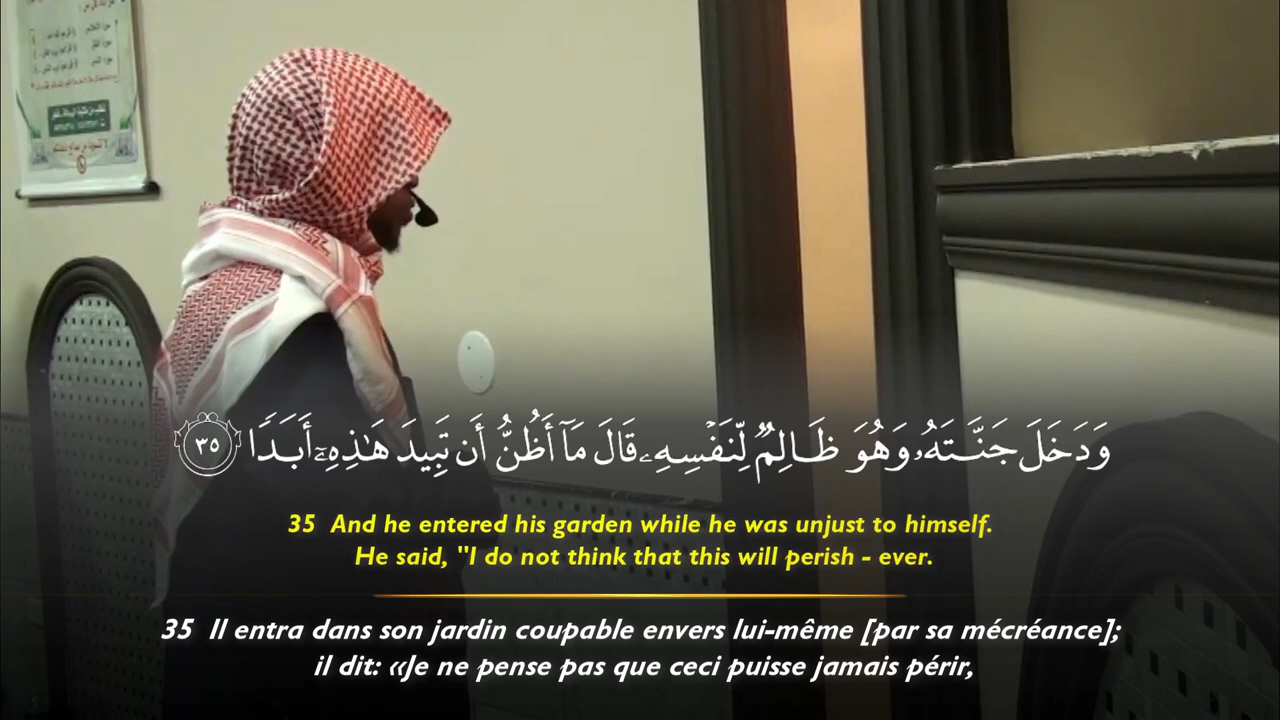 وَدَخَلَ جَنَّتَهُۥ وَهُوَ ظَالِمٌۭ لِّنَفْسِهِۦ قَالَ مَآ أَظُنُّ أَن تَبِيدَ هَـٰذِهِۦٓ أَبَدًۭا ٣٥
35 And he entered his garden while he was unjust to himself.
He said, "I do not think that this will perish - ever.
35 Il entra dans son jardin coupable envers lui-même [par sa mécréance];
il dit: «Je ne pense pas que ceci puisse jamais périr,